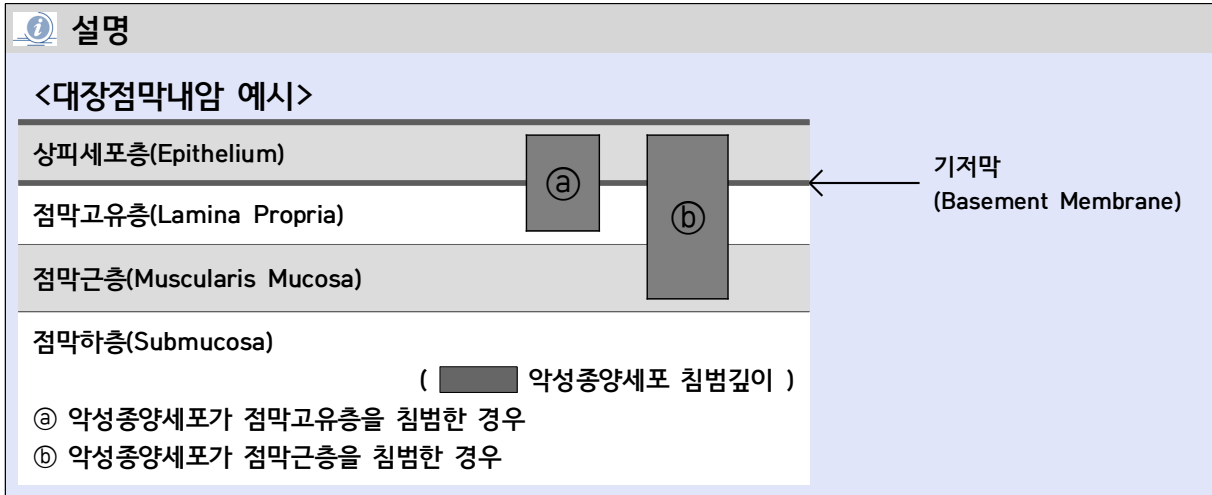 설명
<대장점막내암 예시>
상피세포층(Epithelium)
점막고유층(Lamina Propria)
점막근층(Muscularis Mucosa)
점막하층(Submucosa)
ⓐ
ⓑ
기저막
(Basement Membrane)
( 악성종양세포 침범깊이 )
ⓐ 악성종양세포가 점막고유층을 침범한 경우
ⓑ 악성종양세포가 점막근층을 침범한 경우